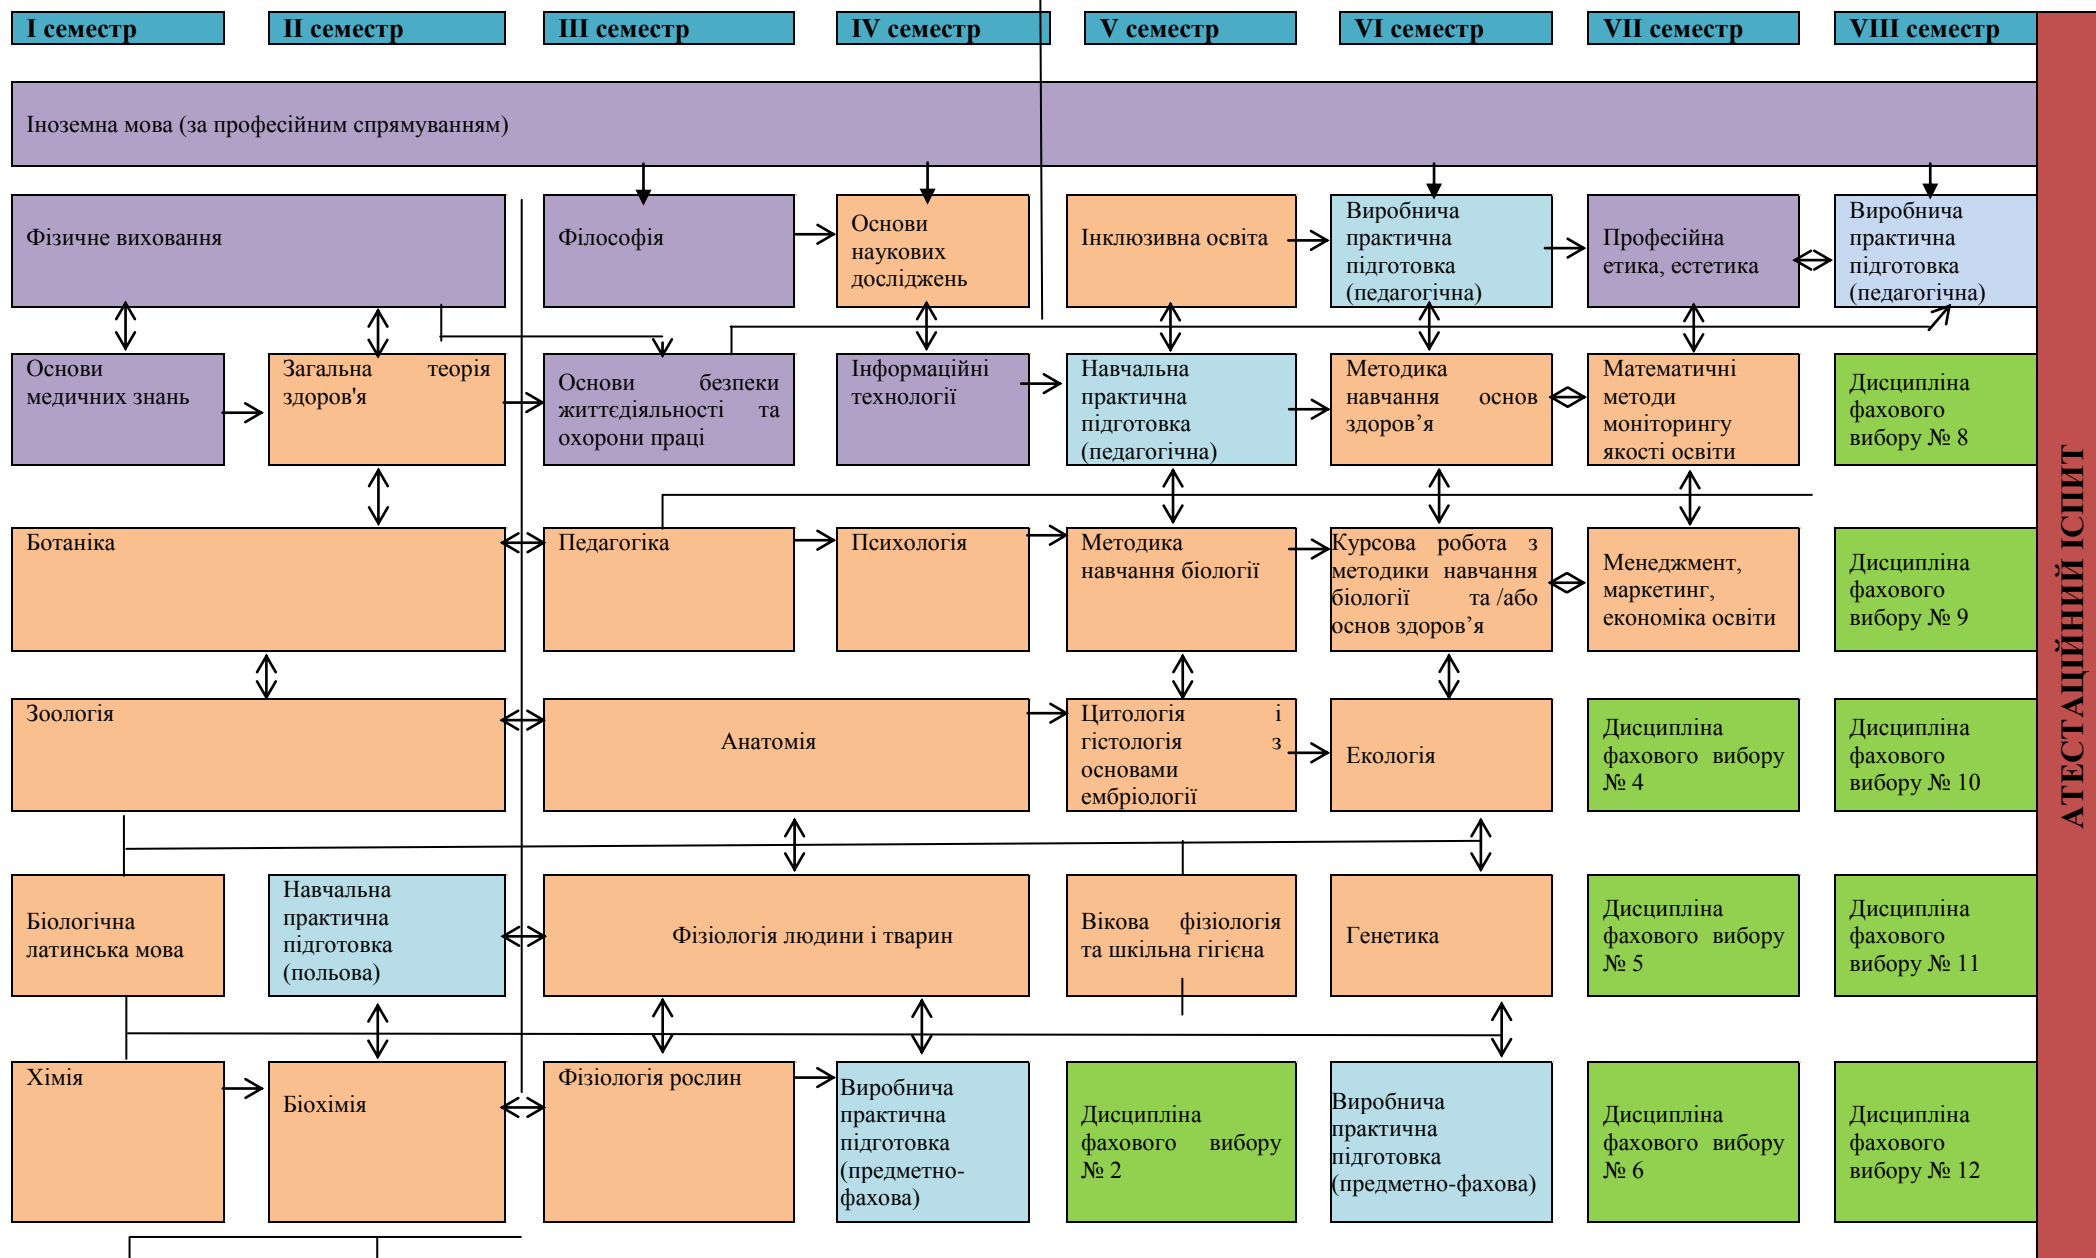 I семестр
II семестр
III семестр
IV семестр
V семестр
VI семестр
VII семестр
VIII семестр
Іноземна мова (за професійним спрямуванням)
Фізичне виховання
Філософія
Основи
наукових
досліджень
Інклюзивна освіта
Виробнича
практична
підготовка
(педагогічна)
Професійна
етика, естетика
Виробнича
практична
підготовка
(педагогічна)
Основи
медичних знань
Загальна теорія
здоров'я
Основи безпеки
життєдіяльності та
охорони праці
Інформаційні
технології
Навчальна
практична
підготовка
(педагогічна)
Методика
навчання основ
здоров’я
Математичні
методи
моніторингу
якості освіти
Дисципліна
фахового
вибору № 8
Ботаніка
Педагогіка
Психологія
Методика
навчання біології
Курсова робота з
методики навчання
біології та /або
основ здоров’я
Менеджмент,
маркетинг,
економіка освіти
Дисципліна
фахового
вибору № 9
Зоологія
Анатомія
Цитологія і
гістологія з
основами
ембріології
Екологія
Дисципліна
фахового вибору
№ 4
Дисципліна
фахового
вибору № 10
Біологічна
латинська мова
Навчальна
практична
підготовка
(польова)
Фізіологія людини і тварин
Вікова фізіологія
та шкільна гігієна
Генетика
Дисципліна
фахового вибору
№ 5
Дисципліна
фахового
вибору № 11
Хімія
Біохімія
Фізіологія рослин
Виробнича
практична
підготовка
(предметно-
фахова)
Дисципліна
фахового вибору
№ 2
Виробнича
практична
підготовка
(предметно-фахова)
Дисципліна
фахового вибору
№ 6
Дисципліна
фахового
вибору № 12
АТЕСТАЦІЙНИЙ ІСПИТ